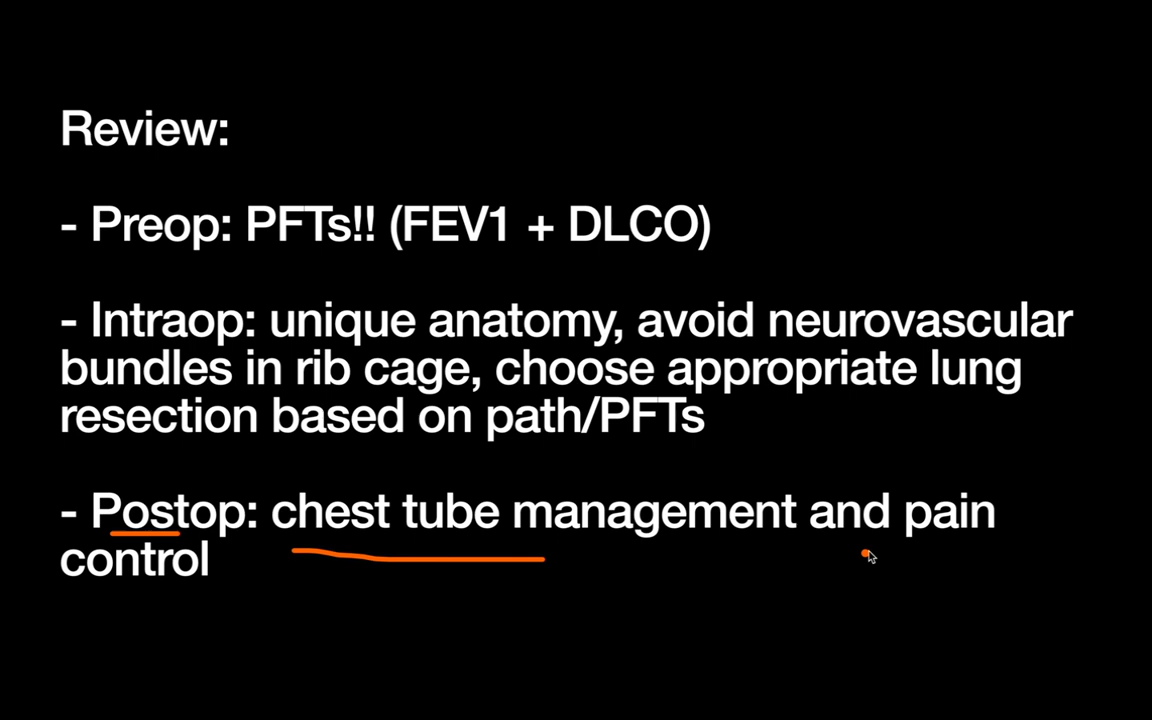 Review:
- Preop: PFTs!! (FEV1 + DLCO)
- Intraop: unique anatomy, avoid neurovascular
bundles in rib cage, choose appropriate lung
resection based on path/PFTs
- Postop: chest tube management and pain
control